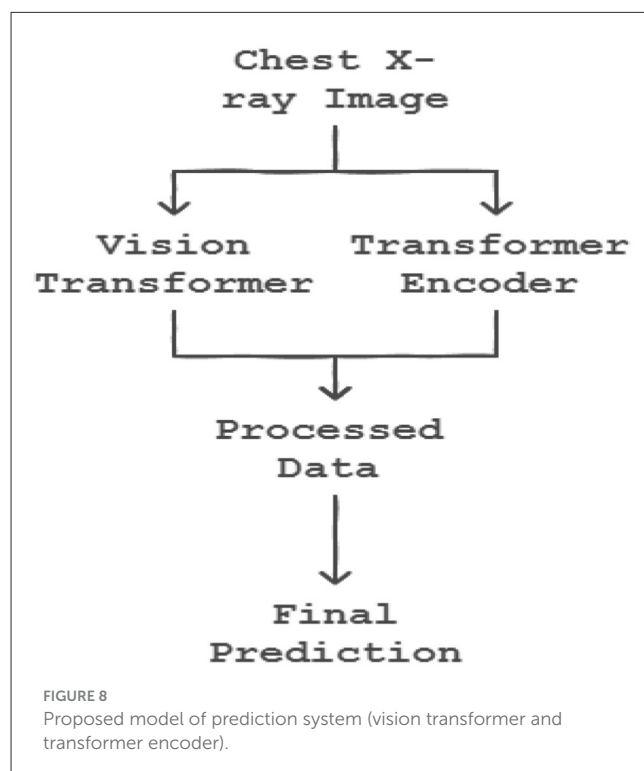 Chest X-
ray Image
Vision
Transformer
Transformer
Encoder
Processed
Data
Final
Prediction
FIGURE 8
Proposed model of prediction system (vision transformer and
transformer encoder).